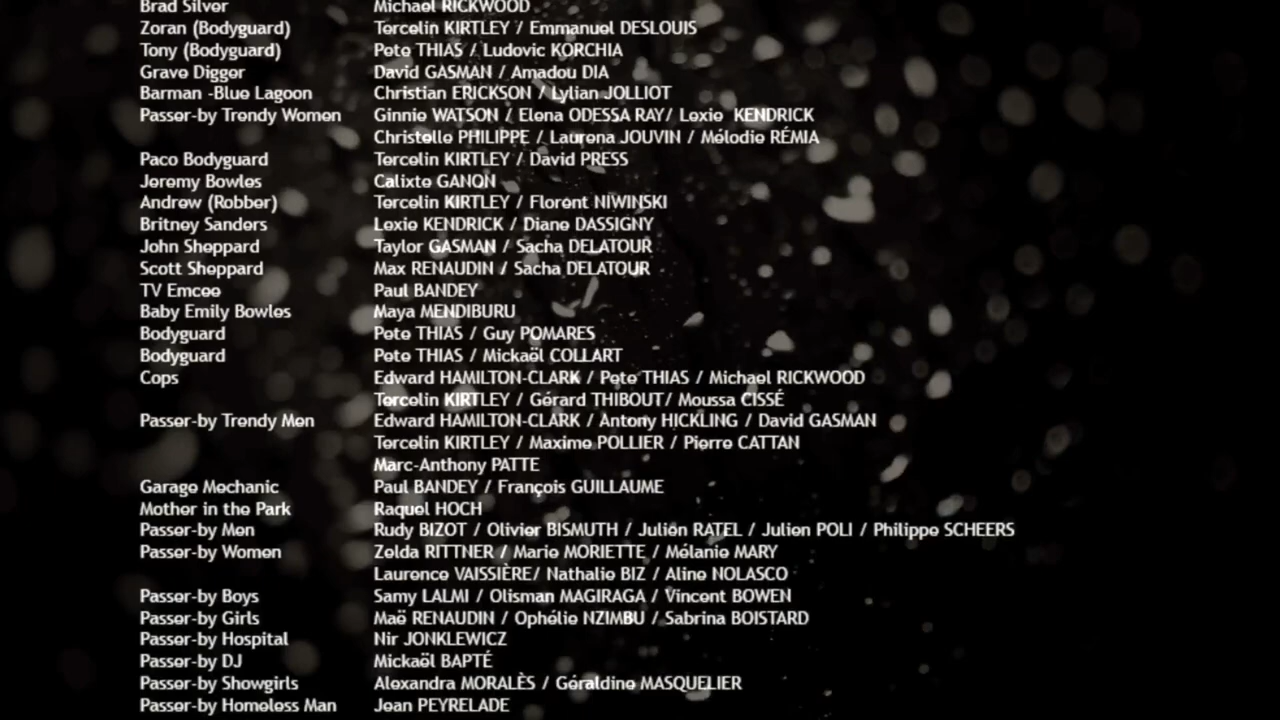 Brad Silver Michael RICKWOOD
Zoran (Bodyguard) Tercelin KIRTLEY / Emmanuel DESLOUIS
Tony (Bodyguard) Pete THIAS / Ludovic KORCHIA
Grave Digger David GASMAN / Amadou DIA
Barman -Blue Lagoon Christian ERICKSON / Lylian JOLLIOT
Passer-by Trendy Women Ginnie WATSON / Elena ODESSA RAY/ Lexie KENDRICK
Christelle PHILIPPE / Laurena JOUVIN / Mélodie RÉMIA
Paco Bodyguard Tercelin KIRTLEY / David PRESS
Jeremy Bowles Calixte GANON
Andrew (Robber) Tercelin KIRTLEY / Florent NIWINSKI
Britney Sanders Lexie KENDRICK / Diane DASSIGNY
John Sheppard Taylor GASMAN / Sacha DELATOUR
Scott Sheppard Max RENAUDIN / Sacha DELATOUR
TV Emcee Paul BANDEY
Baby Emily Bowles Maya MENDIBURU
Bodyguard Pete THIAS / Guy POMARES
Bodyguard Pete THIAS / Mickaël COLLART
Cops Edward HAMILTON-CLARK / Pete THIAS / Michael RICKWOOD
Tercelin KIRTLEY / Gérard THIBOUT/ Moussa CISSÉ
Passer-by Trendy Men Edward HAMILTON-CLARK / Antony HICKLING / David GASMAN
Tercelin KIRTLEY / Maxime POLLIER / Pierre CATTAN
Marc-Anthony PATTE
Garage Mechanic Paul BANDEY / François GUILLAUME
Mother in the Park Raquel HOCH
Passer-by Men Rudy BIZOT / Olivier BISMUTH / Julien RATEL / Julien POLI / Philippe SCHEERS
Passer-by Women Zelda RITTNER / Marie MORIETTE / Mélanie MARY
Laurence VAISSIÈRE/ Nathalie BIZ / Aline NOLASCO
Passer-by Boys Samy LALMI / Olisman MAGIRAGA / Vincent BOWEN
Passer-by Girls Maë RENAUDIN / Ophélie NZIMBU / Sabrina BOISTARD
Passer-by Hospital Nir JONKLEWICZ
Passer-by DJ Mickaël BAPTÉ
Passer-by Showgirls Alexandra MORALÈS / Géraldine MASQUELIER
Passer-by Homeless Man Jean PEYRELADE